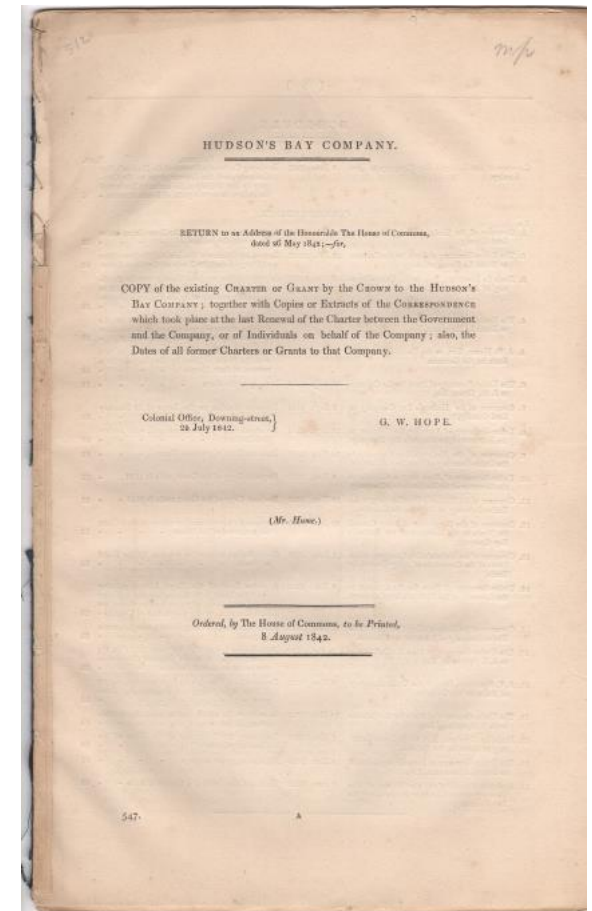 512
HUDSON'S BAY COMPANY.
RETURN to an Address of the Honourable The House of Commons,
dated 26 May 1842;—for,
COPY of the existing CHARTER or GRANT by the CROWN to the HUDSON'S
BAY COMPANY; together with Copies or Extracts of the CORRESPONDENCE
which took place at the last Renewal of the Charter between the Government
and the Company, or of Individuals on behalf of the Company; also, the
Dates of all former Charters or Grants to that Company.
Colonial Office, Downing-street,}
July 1842.
G. W. HOPE.
(Mr. Hume.)
Ordered, by The House of Commons, to be Printed,
8 August 1842.
547.
A